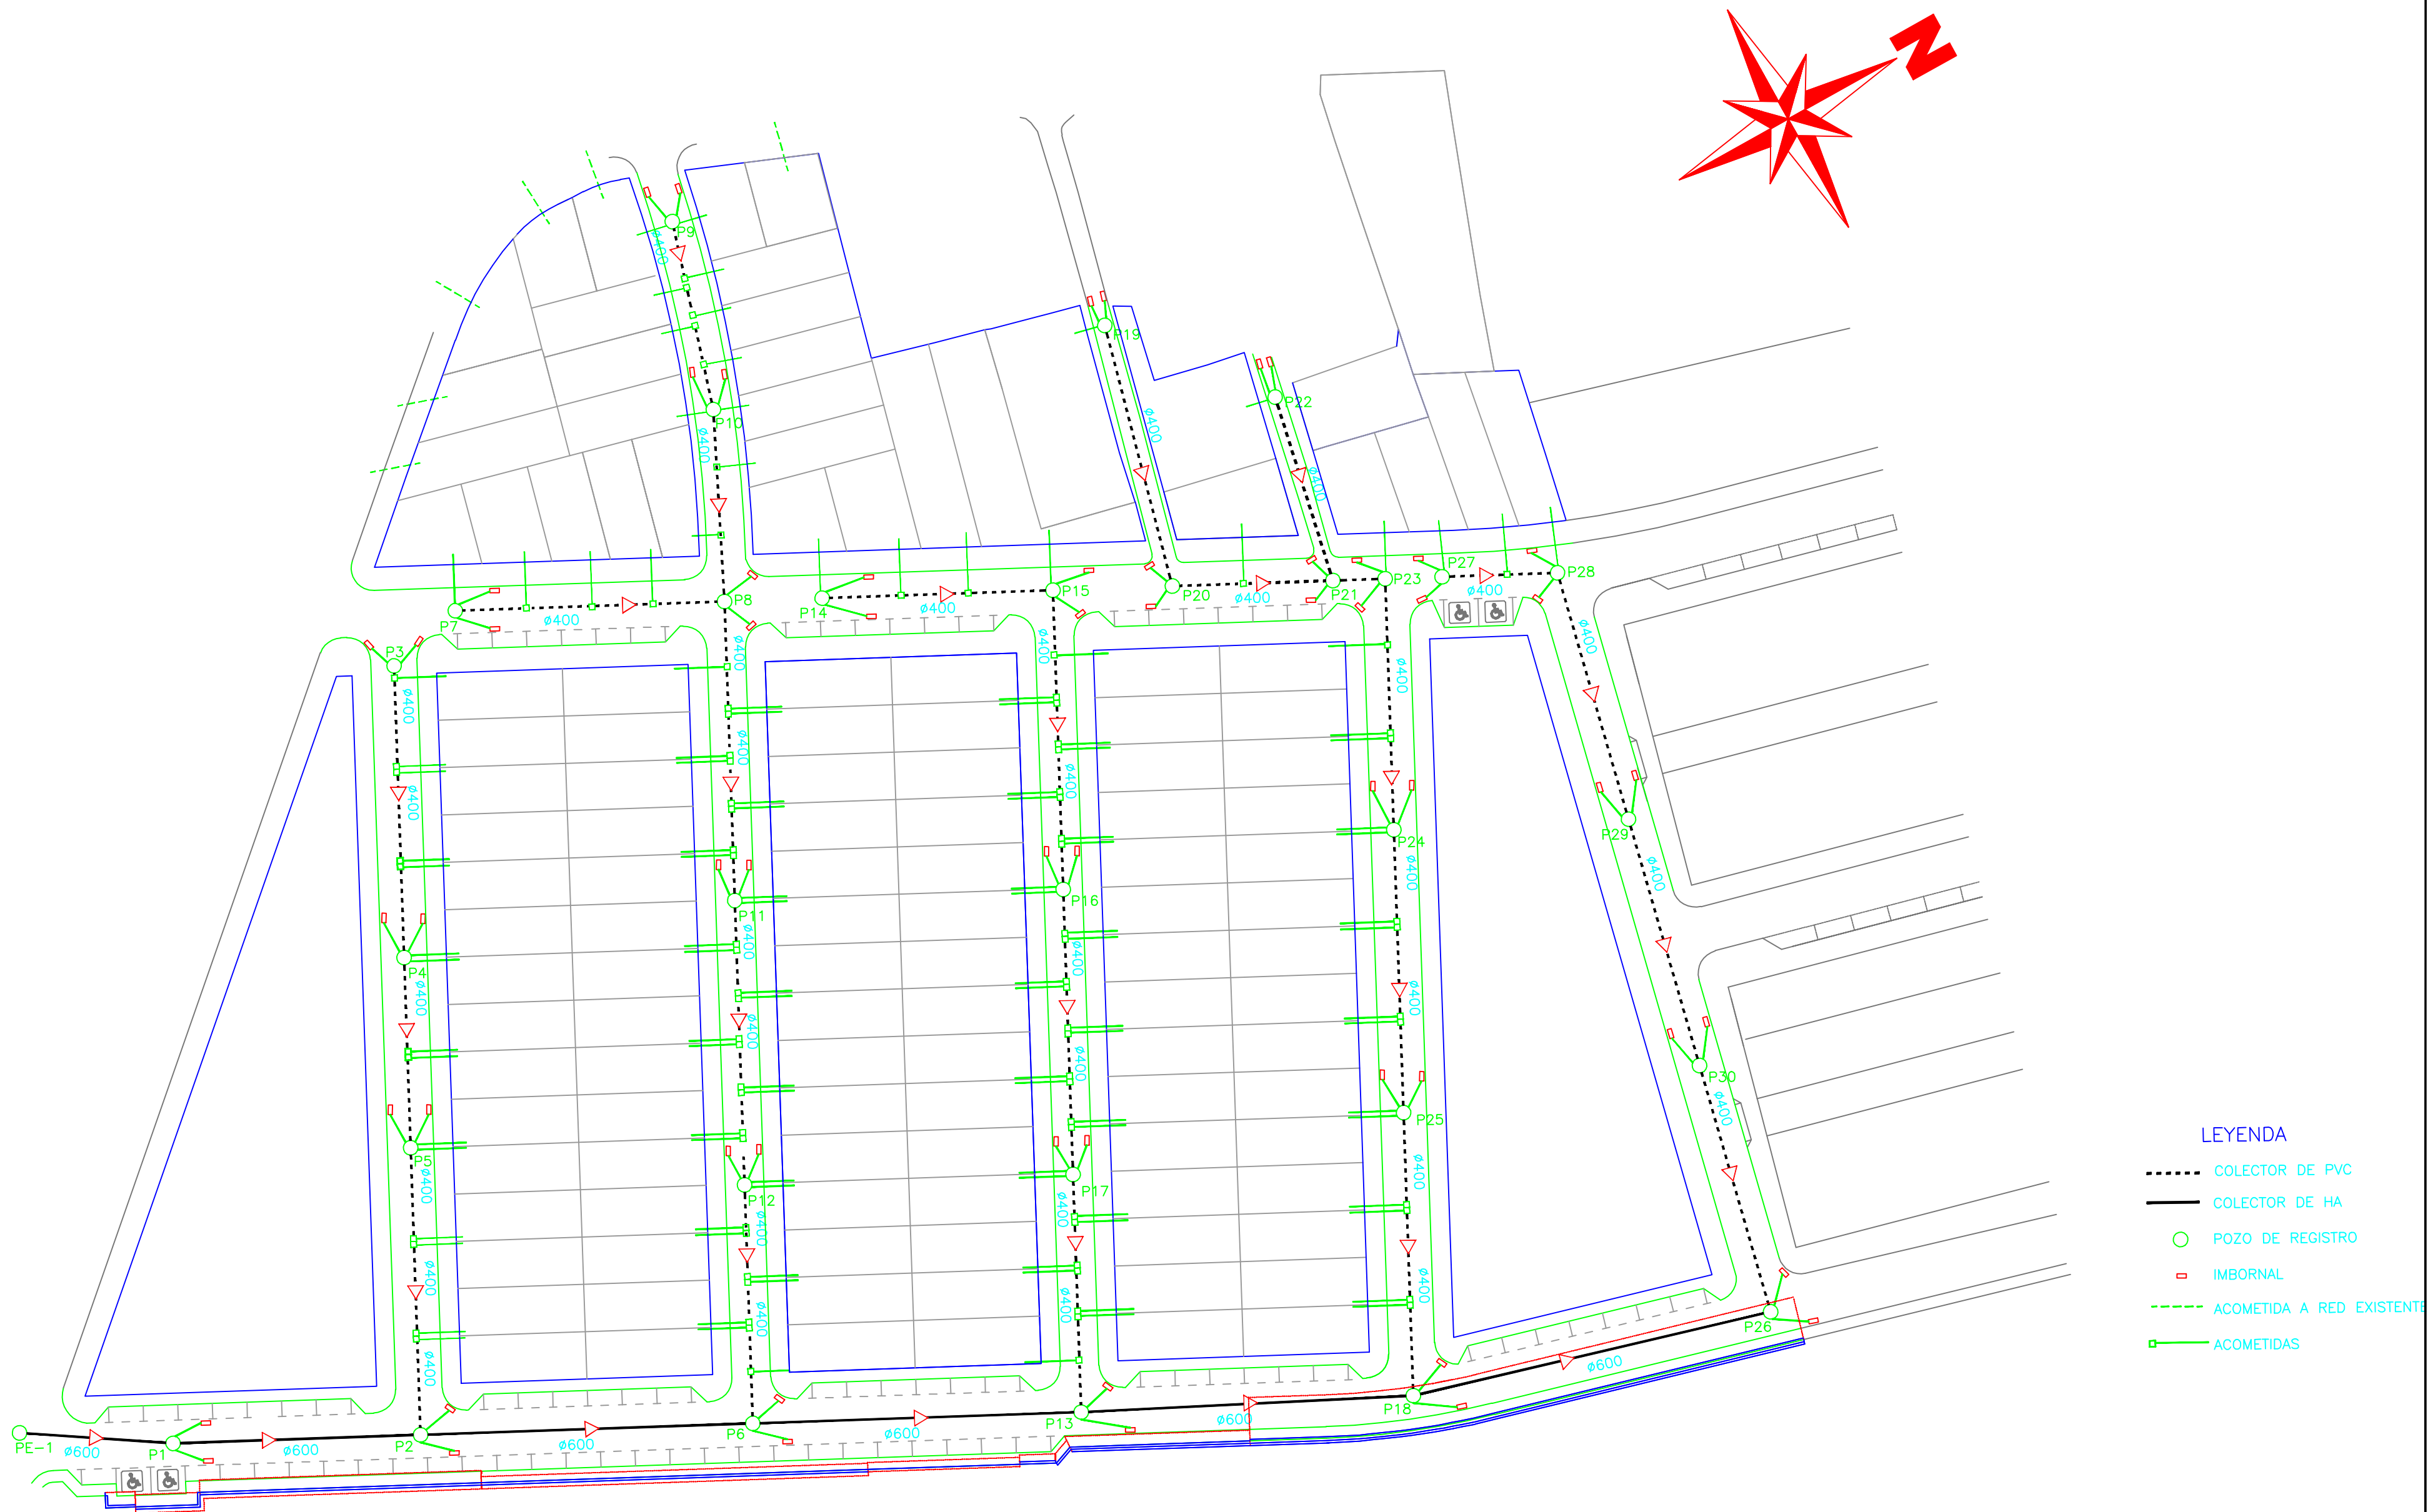 N
P9
ø400
P19
P22
P10
ø400
ø400
ø400
P27
P28
P23
P7
P8
P14
P15
P20
P21
ø400
ø400
ø400
ø400
P3
ø400
ø400
ø400
ø400
ø400
ø400
ø400
ø400
P29
P24
P11
P16
ø400
ø400
P4
ø400
ø400
ø400
ø400
ø400
ø400
P30
ø400
P25
P5
ø400
ø400
P12
P17
ø400
ø400
ø400
ø400
ø400
ø400
ø400
P26
ø600
P18
PE-1
ø600
P1
ø600
P2
ø600
P6
ø600
P13
ø600
LEYENDA
COLECTOR DE PVC
COLECTOR DE HA
POZO DE REGISTRO
IMBORNAL
ACOMETIDA A RED EXISTENTE
ACOMETIDAS